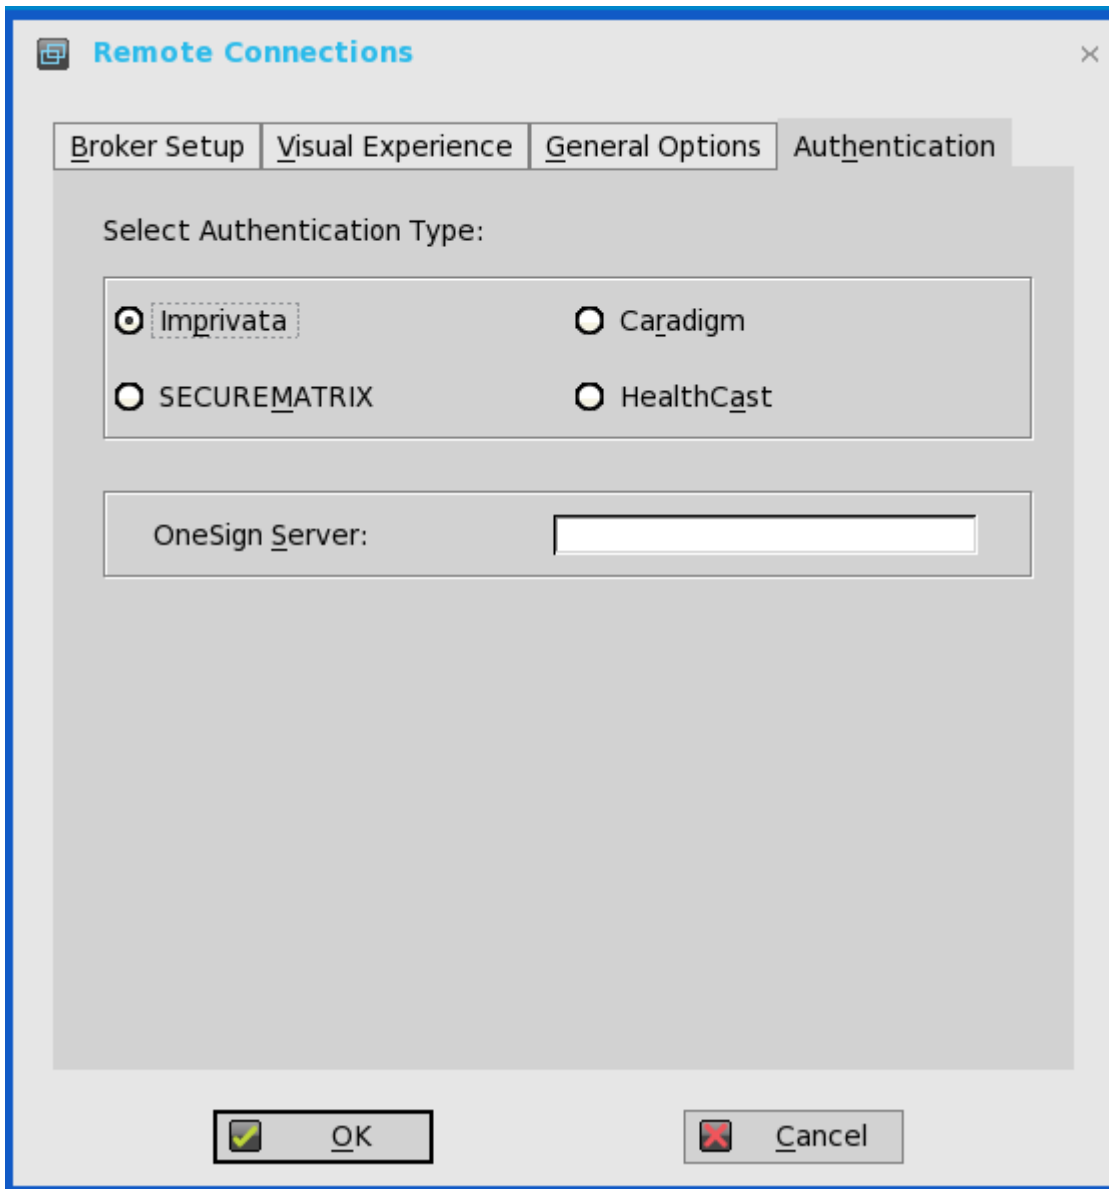 Remote Connections
Broker Setup Visual Experience General Options Authentication
Select Authentication Type:
Imprivata Caradigm
SECUREMATRIX HealthCast
OneSign Server:
OK Cancel